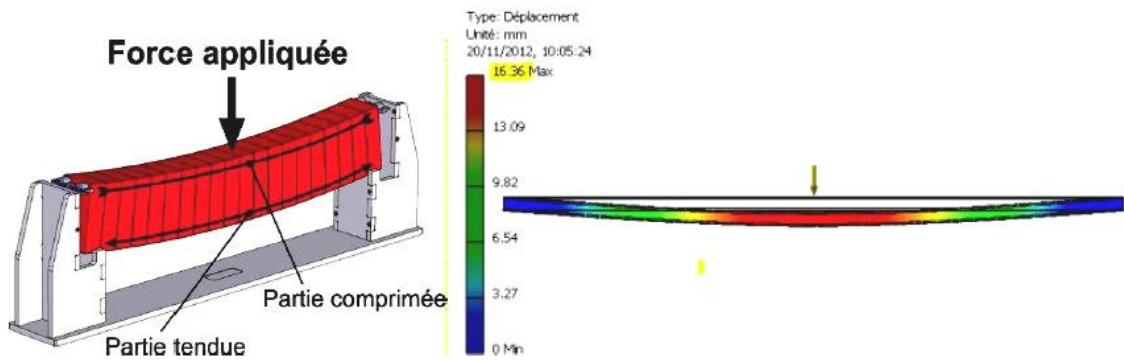 Force appliquée
Partie comprimée
Partie tendue
Type: Déplacement
Unité: mm
20/11/2012, 10:05:24
16.36 Max
13.09
9.82
6.54
3.27
0 Min